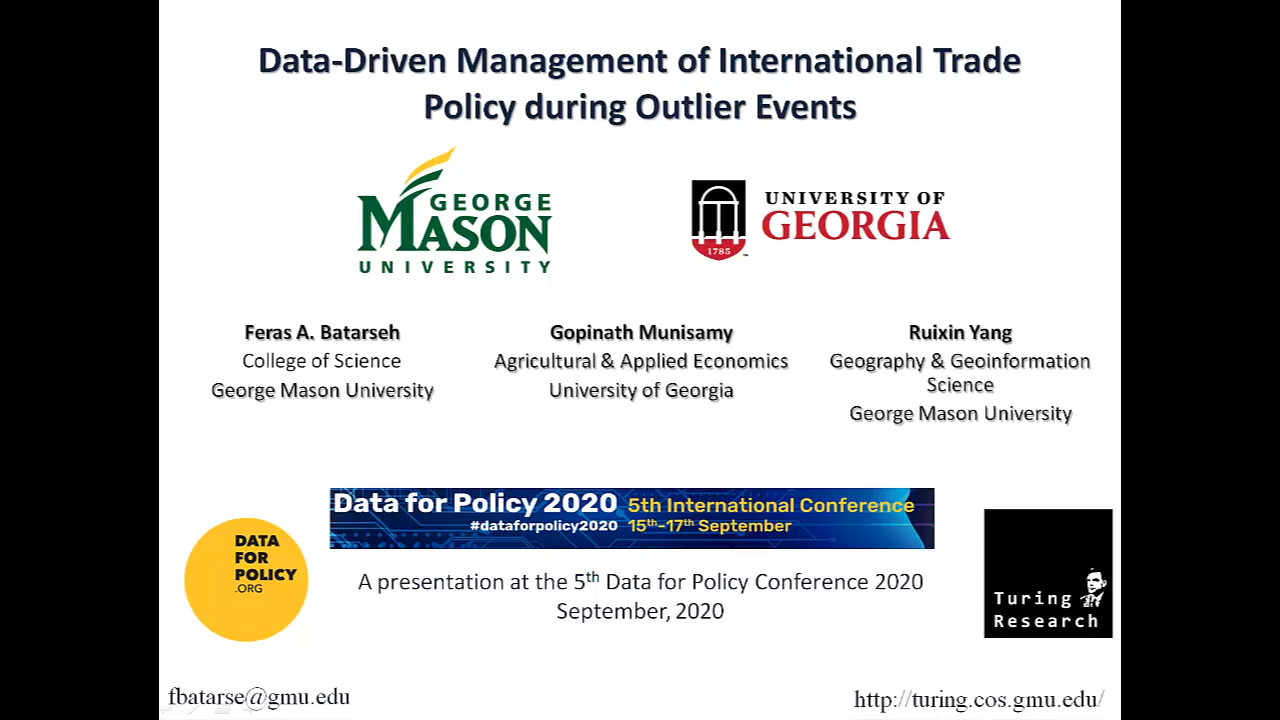 Data-Driven Management of International Trade
Policy during Outlier Events
GEORGE
MASON
UNIVERSITY
1785
UNIVERSITY OF
GEORGIA
™
Feras A. Batarseh
College of Science
George Mason University
Gopinath Munisamy
Agricultural & Applied Economics
University of Georgia
Ruixin Yang
Geography & Geoinformation
Science
George Mason University
Data for Policy 2020
#dataforpolicy2020
5th International Conference
15th-17th September
DATA
FOR
POLICY
.ORG
A presentation at the 5th Data for Policy Conference 2020
September, 2020
Turing
Research
fbatarse@gmu.edu
http://turing.cos.gmu.edu/